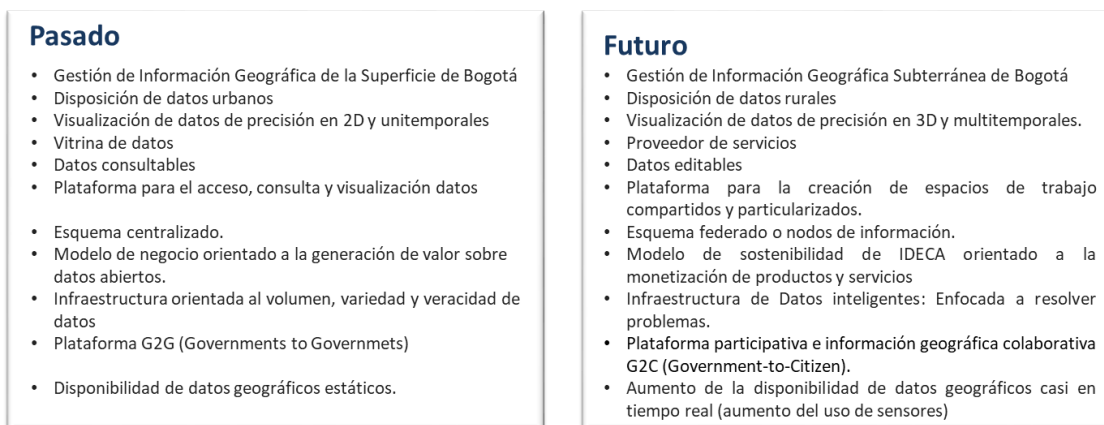 Pasado
• Gestión de Información Geográfica de la Superficie de Bogotá
• Disposición de datos urbanos
• Visualización de datos de precisión en 2D y unitemporales
• Vitrina de datos
• Datos consultables
• Plataforma para el acceso, consulta y visualización datos
• Esquema centralizado.
• Modelo de negocio orientado a la generación de valor sobre
datos abiertos.
• Infraestructura orientada al volumen, variedad y veracidad de
datos
• Plataforma G2G (Governments to Governmets)
• Disponibilidad de datos geográficos estáticos.
Futuro
• Gestión de Información Geográfica Subterránea de Bogotá
• Disposición de datos rurales
• Visualización de datos de precisión en 3D y multitemporales.
• Proveedor de servicios
• Datos editables
• Plataforma para la creación de espacios de trabajo
compartidos y particularizados.
• Esquema federado o nodos de información.
• Modelo de sostenibilidad de IDECA orientado a la
monetización de productos y servicios
• Infraestructura de Datos inteligentes: Enfocada a resolver
problemas.
• Plataforma participativa e información geográfica colaborativa
G2C (Government-to-Citizen).
• Aumento de la disponibilidad de datos geográficos casi en
tiempo real (aumento del uso de sensores)